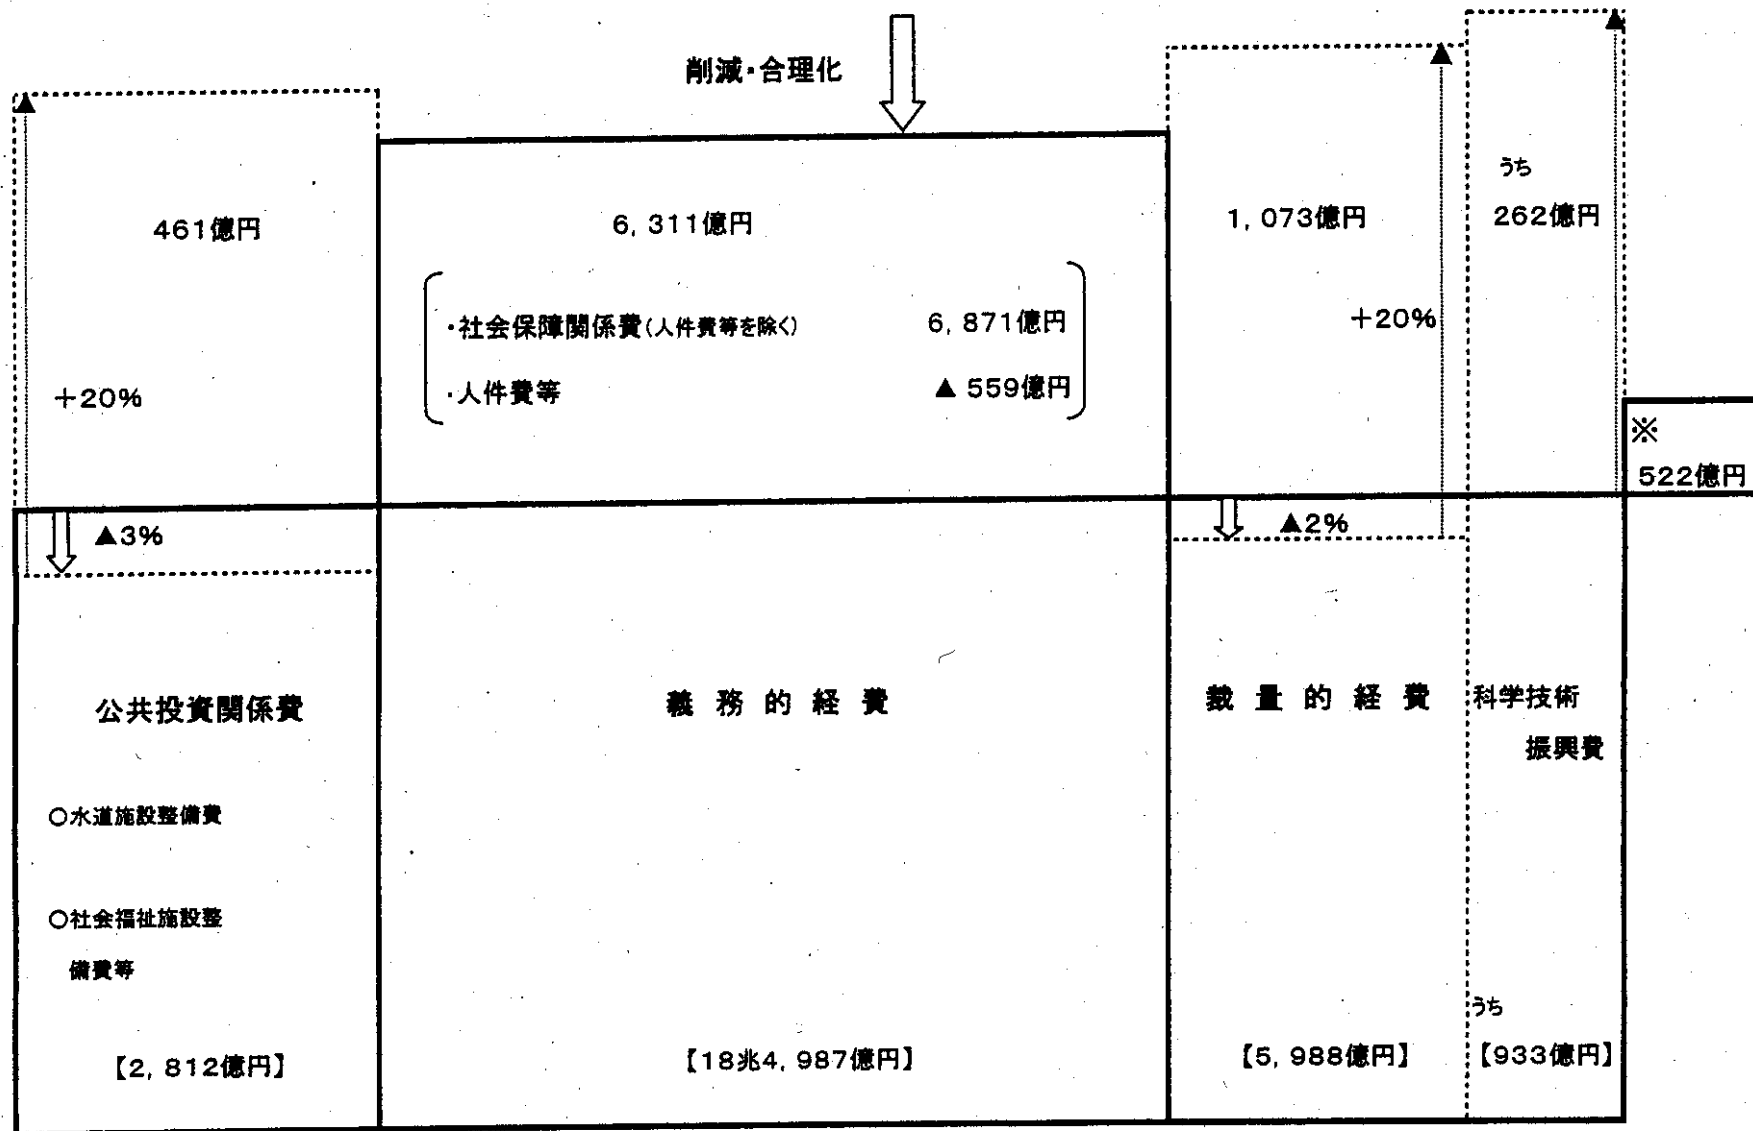 削減・合理化
461億円
+20%
▲3%
6,311億円
・社会保障関係費(人件費等を除く) 6,871億円
・人件費等 ▲ 559億円
1,073億円
+20%
▲2%
うち
262億円
※
522億円
公共投資関係費
○水道施設整備費
○社会福祉施設整
備費等
【2,812億円】
義務的経費
【18兆4,987億円】
裁量的経費
【5,988億円】
科学技術
振興費
うち
【933億円】